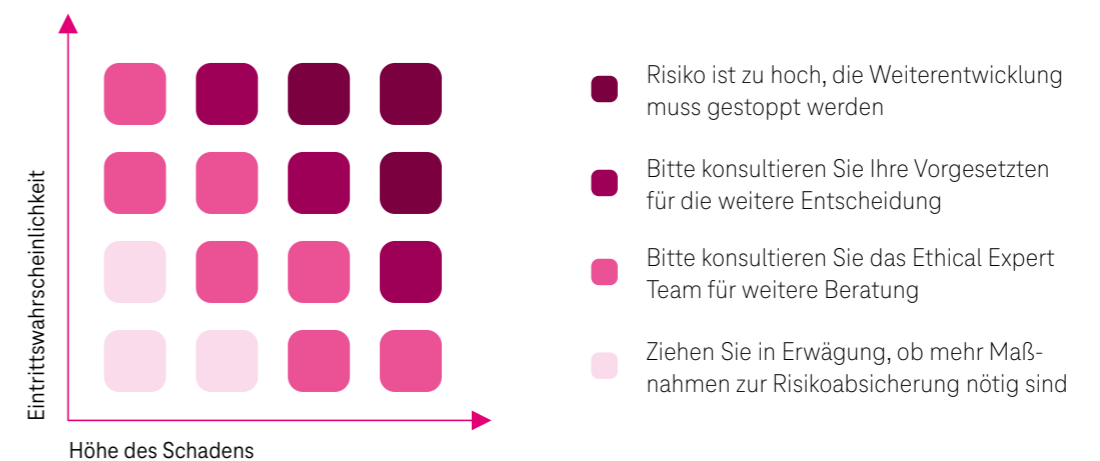 Eintrittswahrscheinlichkeit
Höhe des Schadens
Risiko ist zu hoch, die Weiterentwicklung
muss gestoppt werden
Bitte konsultieren Sie Ihre Vorgesetzten
für die weitere Entscheidung
Bitte konsultieren Sie das Ethical Expert
Team für weitere Beratung
Ziehen Sie in Erwägung, ob mehr Maß-
nahmen zur Risikoabsicherung nötig sind